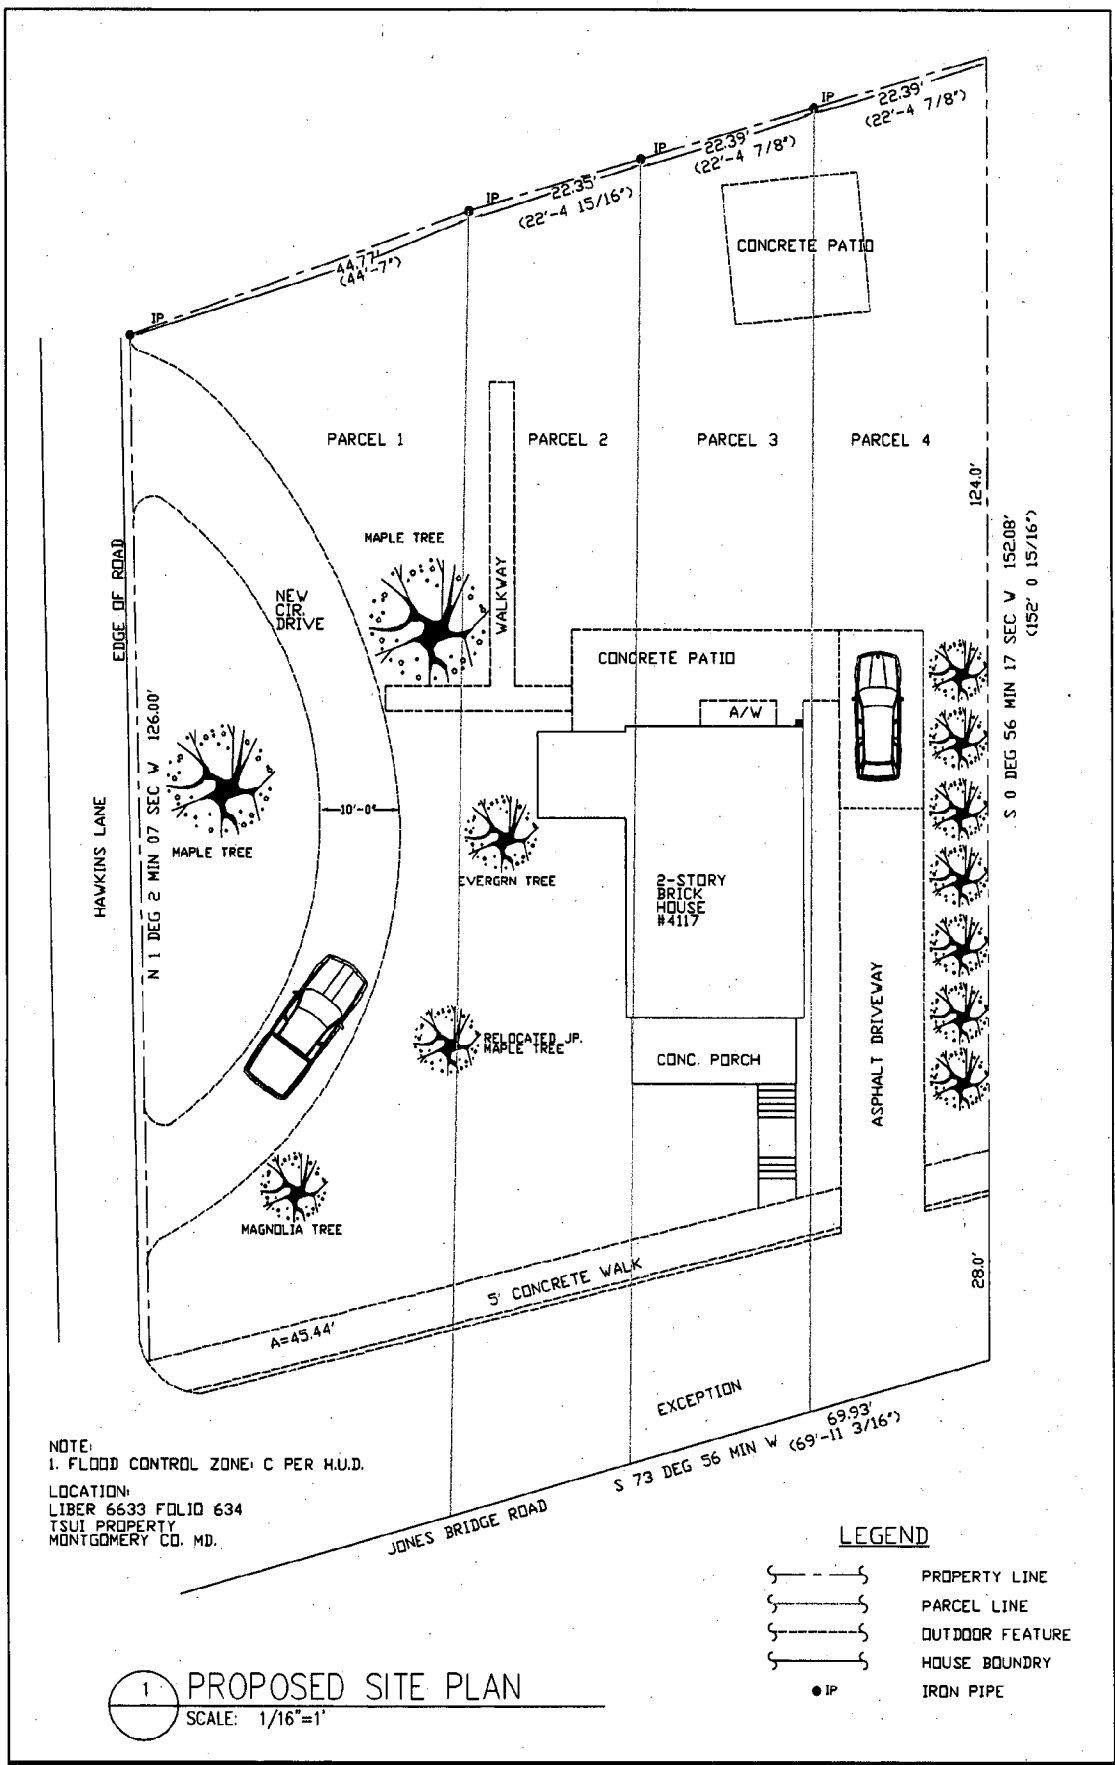 IP
22.39'
(22'-4 7/8")
IP
22.39'
(22'-4 7/8")
IP
22.35'
(22'-4 15/16")
IP
44.77'
(44'-7")
CONCRETE PATIO
PARCEL 1
PARCEL 2
PARCEL 3
PARCEL 4
124.0'
S 0 DEG 56 MIN 17 SEC W 152.08'
(152' 0 15/16")
EDGE OF ROAD
MAPLE TREE
NEW
CIR.
DRIVE
WALKWAY
CONCRETE PATIO
A/W
HAWKINS LANE
N 1 DEG 2 MIN 07 SEC W 126.00'
MAPLE TREE
10'-0"
EVERGRN TREE
2-STORY
BRICK
HOUSE
#4117
RELOCATED JP.
MAPLE TREE
CONC. PORCH
ASPHALT DRIVEWAY
MAGNOLIA TREE
28.0'
5' CONCRETE WALK
A=45.44'
EXCEPTION
69.93'
S 73 DEG 56 MIN W (69'-11 3/16")
JONES BRIDGE ROAD
NOTE:
1. FLOOD CONTROL ZONE: C PER H.U.D.
LOCATION:
LIBER 6633 FOLIO 634
TSUI PROPERTY
MONTGOMERY CO. MD.
LEGEND
PROPERTY LINE
PARCEL LINE
OUTDOOR FEATURE
HOUSE BOUNDRY
IP IRON PIPE
1 PROPOSED SITE PLAN
SCALE: 1/16"=1'